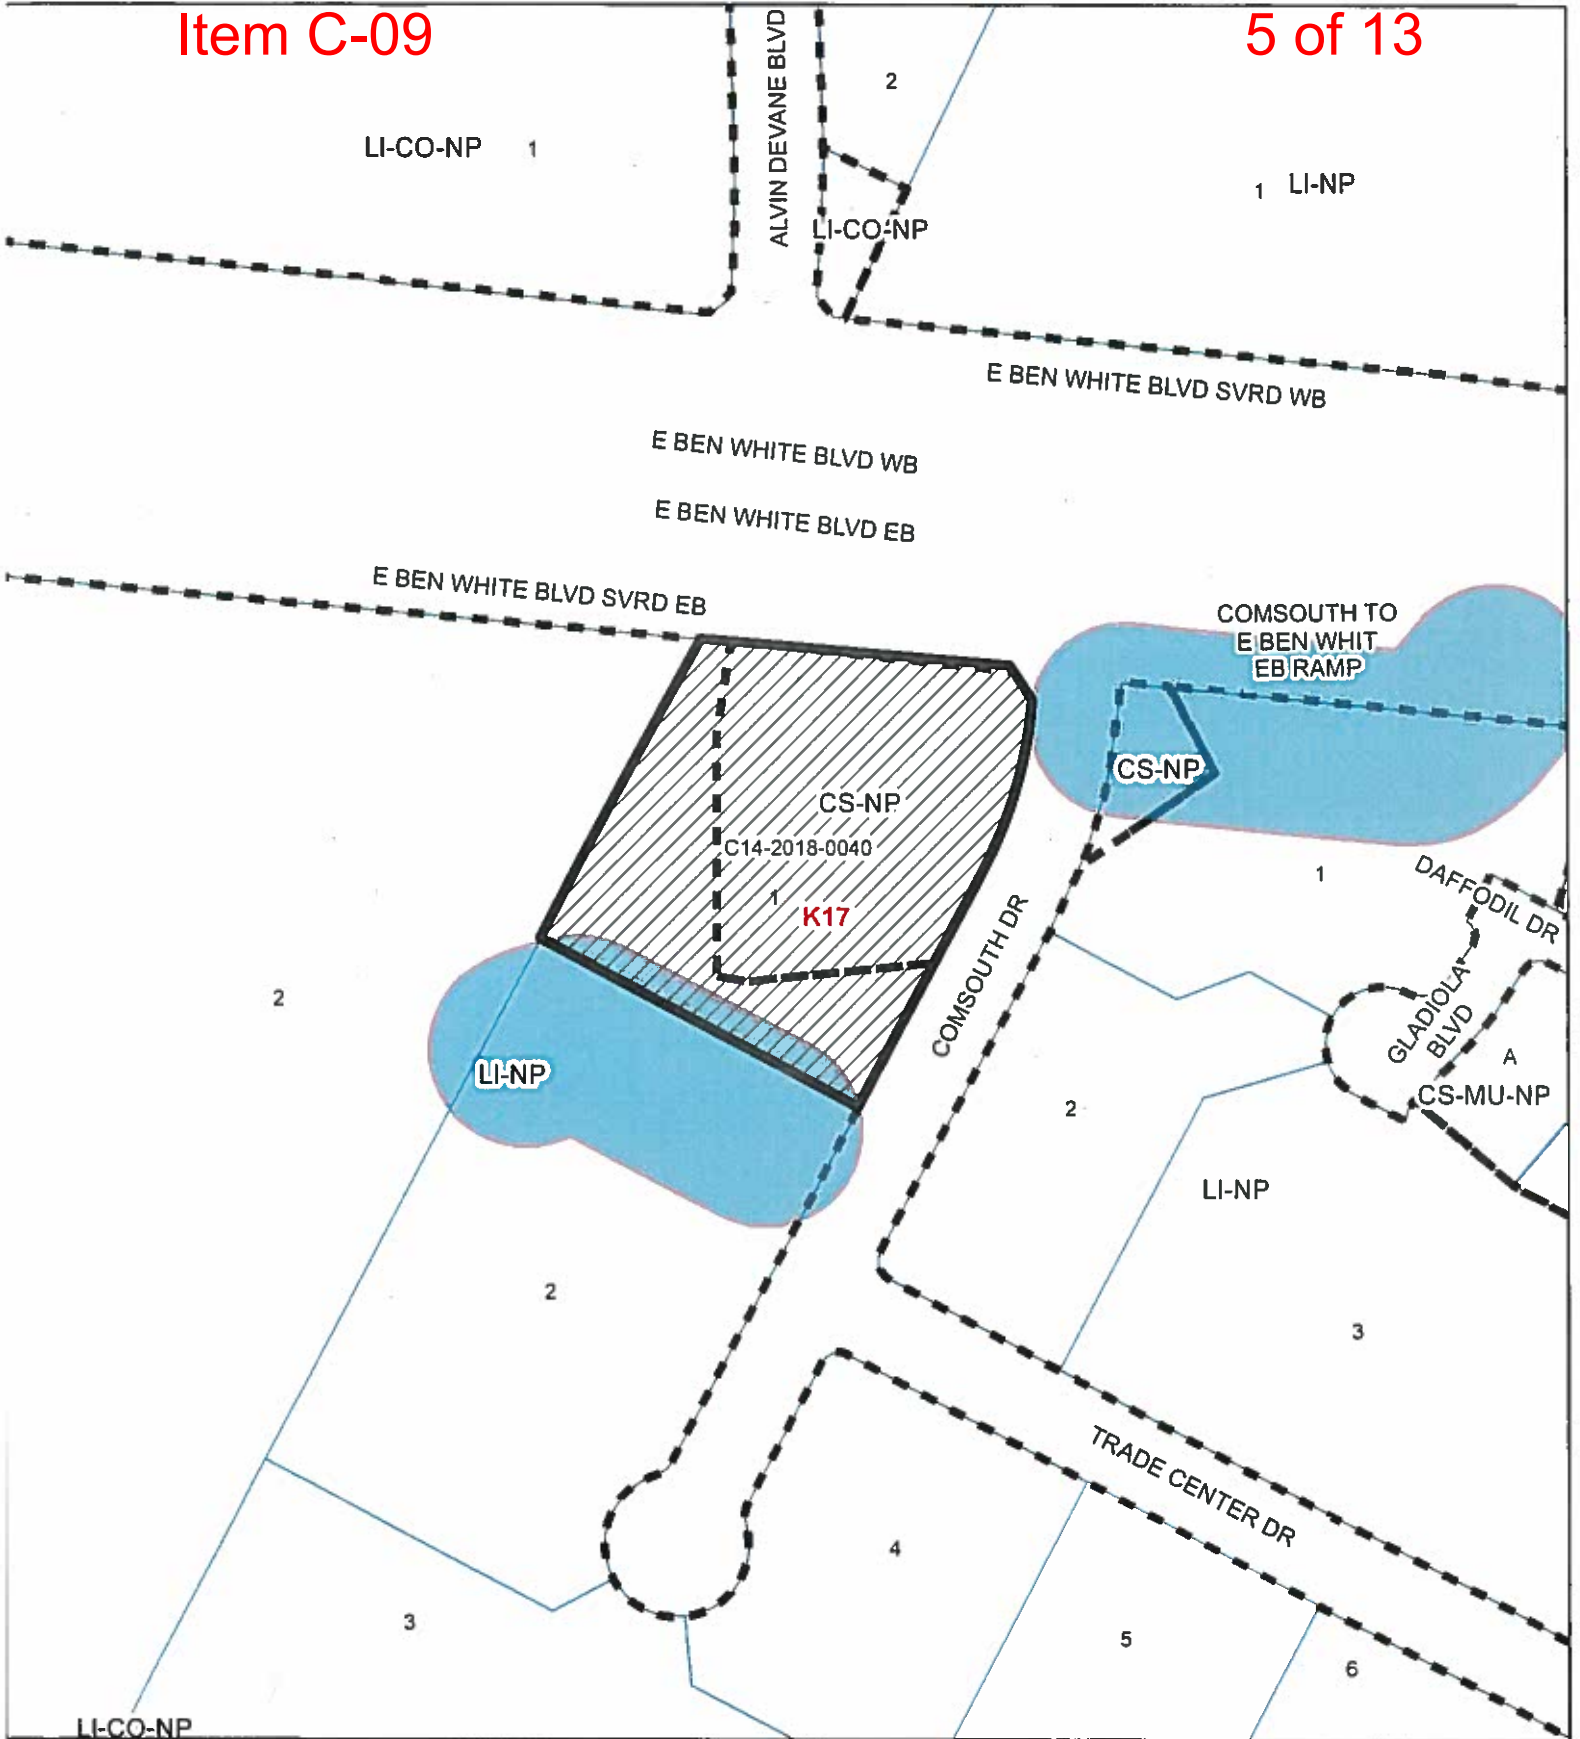 Item C-09
5 of 13
ALVIN DEVANE BLVD
2
LI-CO-NP 1
1 LI-NP
LI-CO-NP
E BEN WHITE BLVD SVRD WB
E BEN WHITE BLVD WB
E BEN WHITE BLVD EB
E BEN WHITE BLVD SVRD EB
COMSOUTH TO
E BEN WHIT
EB RAMP
CS-NP
CS-NP
C14-2018-0040
1
K17
1
DAFFODIL DR
COMSOUTH DR
2
GLADIOLA
BLVD
A
CS-MU-NP
LI-NP
2
LI-NP
2
3
TRADE CENTER DR
4
3
5
6
LI-CO-NP